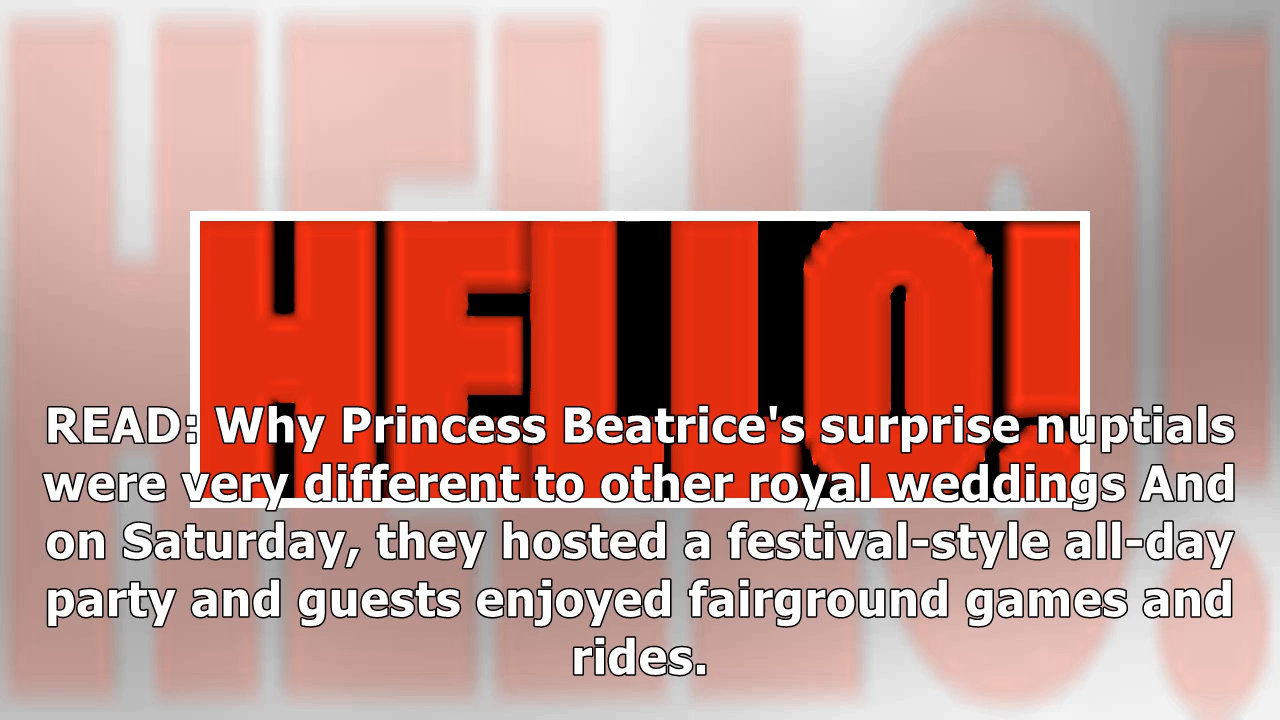 HELLO!
READ: Why Princess Beatrice's surprise nuptials
were very different to other royal weddings And
on Saturday, they hosted a festival-style all-day
party and guests enjoyed fairground games and
rides.